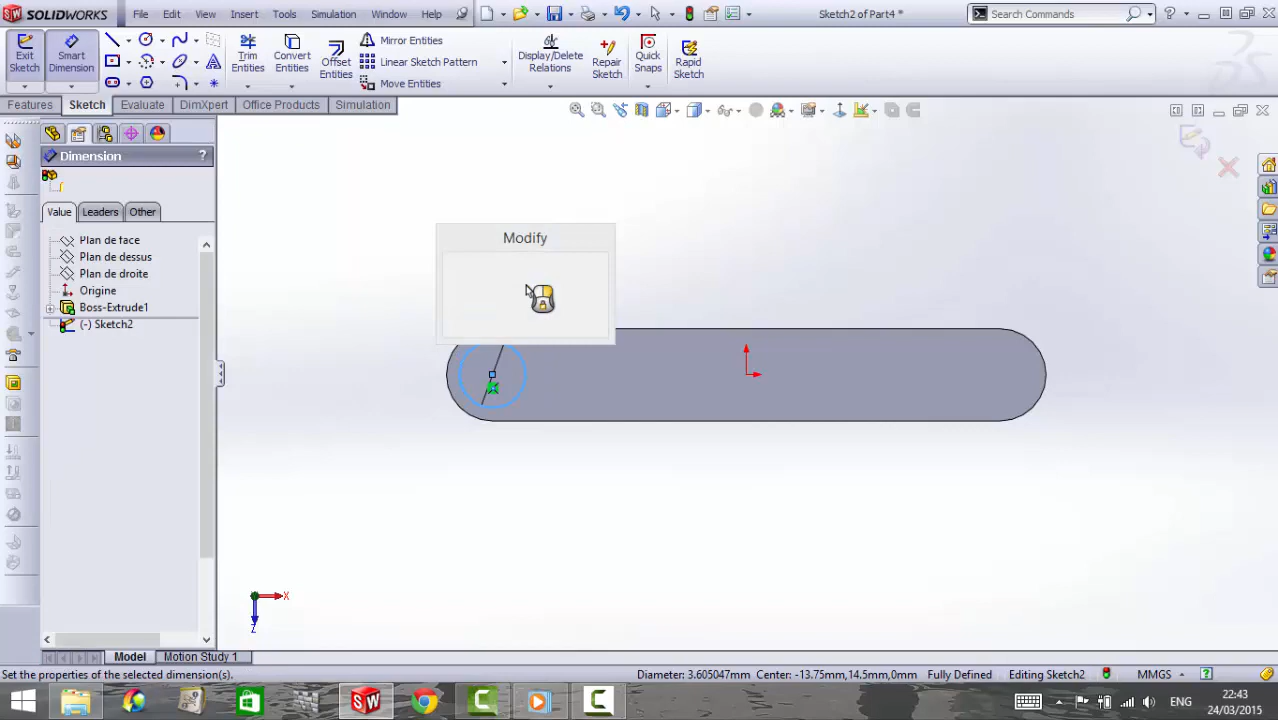 SOLIDWORKS File Edit View Insert Tools Simulation Window Help Sketch2 of Part4 * Search Commands
Exit Sketch
Smart Dimension
Trim Entities
Convert Entities
Offset Entities
Mirror Entities
Linear Sketch Pattern
Move Entities
Display/Delete Relations
Repair Sketch
Quick Snaps
Rapid Sketch
Features Sketch Evaluate DimXpert Office Products Simulation
Dimension ?
Value Leaders Other
Plan de face
Plan de dessus
Plan de droite
Origine
Boss-Extrude1
(-) Sketch2
Modify
X
Z
Model Motion Study 1
Set the properties of the selected dimension(s). Diameter: 3.605047mm Center: -13.75mm,14.5mm,0mm Fully Defined Editing Sketch2 MMGS
ENG
22:43
24/03/2015